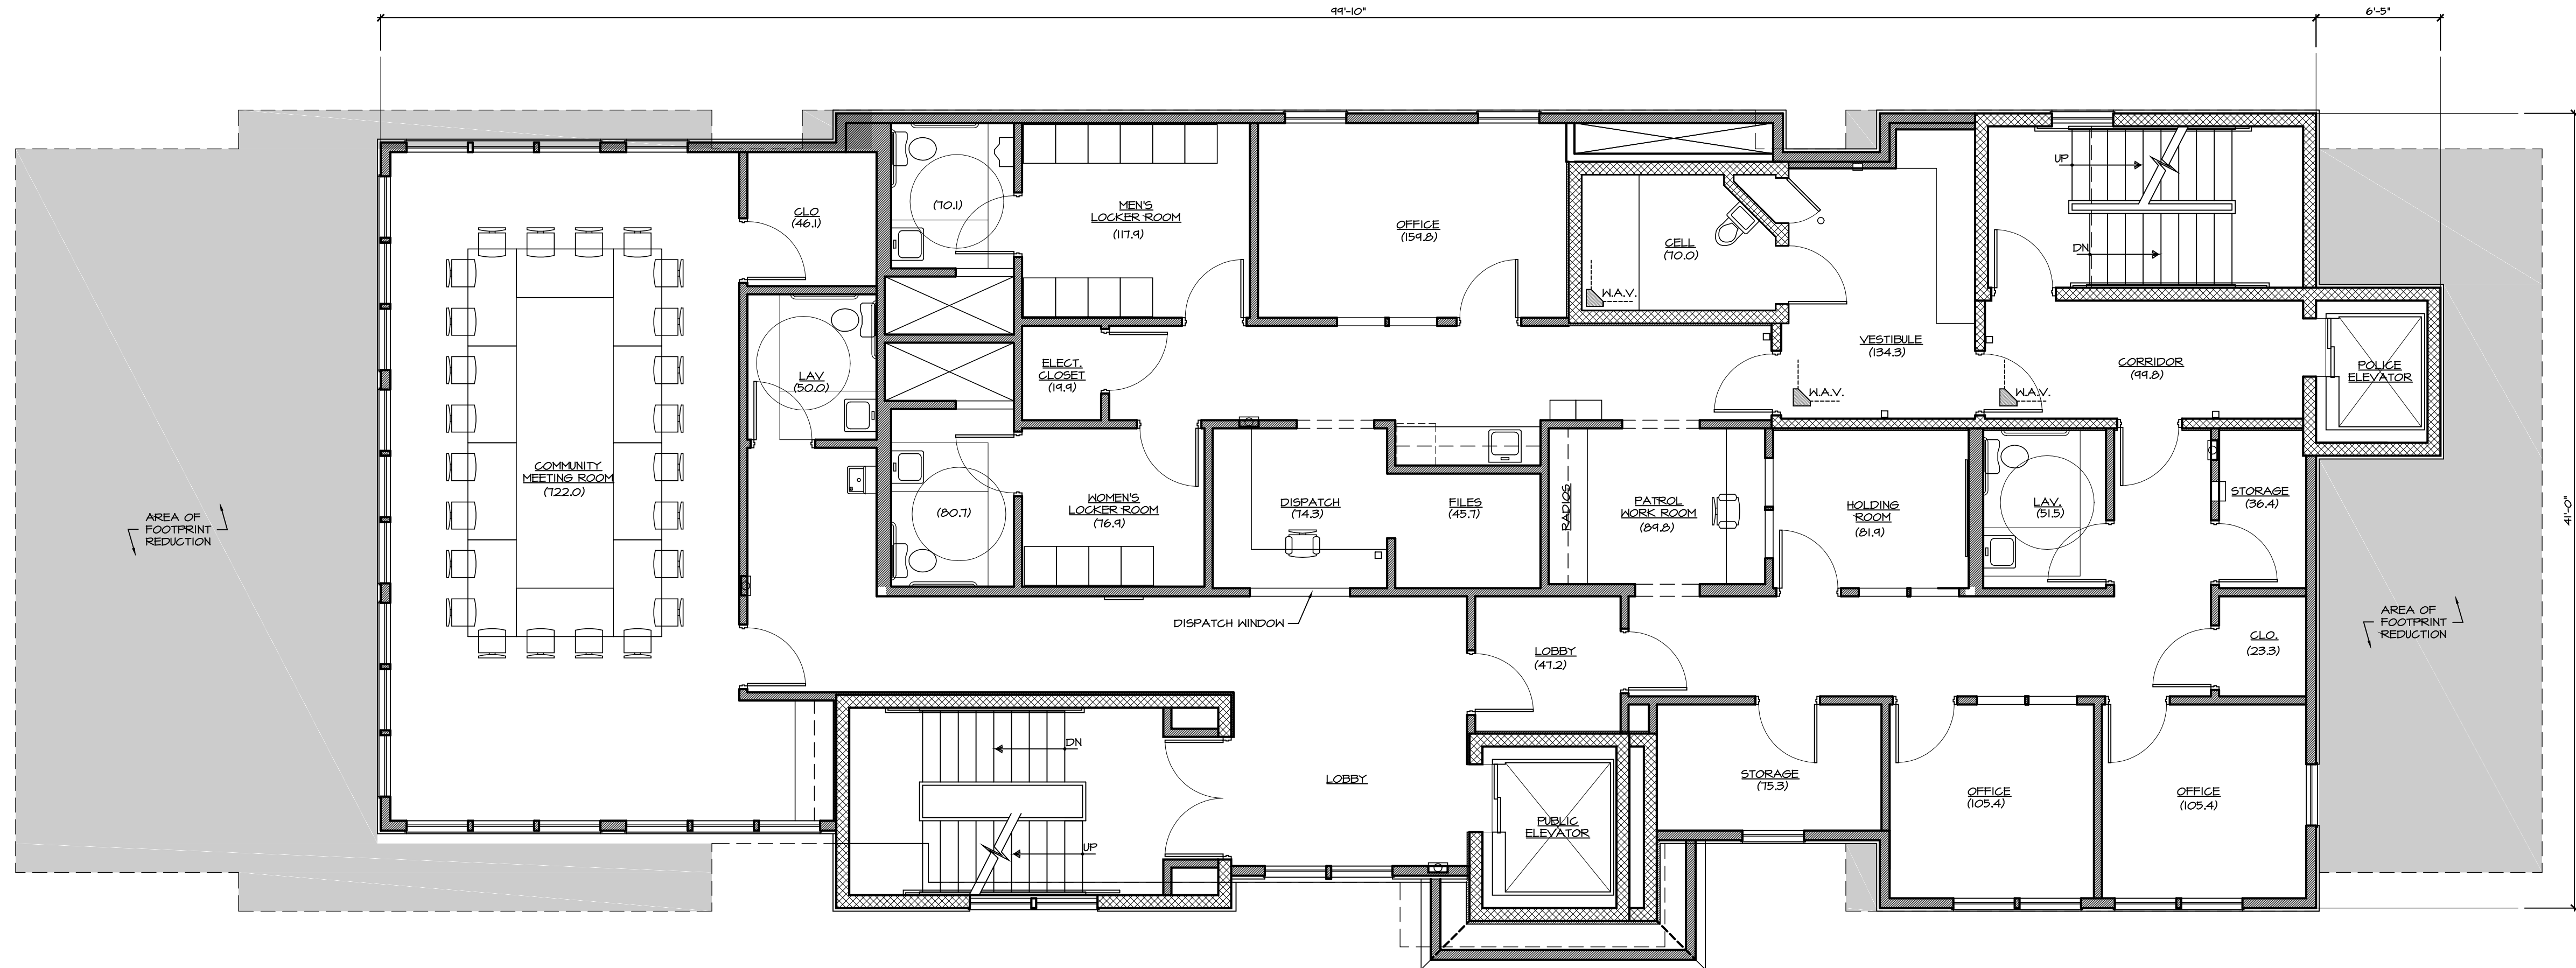 99'-10"
6'-5"
41'-0"
UP
DN
CLO
(46.1)
(70.1)
MEN'S
LOCKER ROOM
(117.9)
OFFICE
(159.8)
CELL
(70.0)
W.A.V.
VESTIBULE
(134.3)
W.A.V.
W.A.V.
CORRIDOR
(99.8)
POLICE
ELEVATOR
LAV
(50.0)
ELECT.
CLOSET
(19.9)
COMMUNITY
MEETING ROOM
(722.0)
(80.7)
WOMEN'S
LOCKER ROOM
(76.9)
DISPATCH
(74.3)
FILES
(45.7)
RADIOS
PATROL
WORK ROOM
(89.8)
HOLDING
ROOM
(81.9)
LAV.
(51.5)
STORAGE
(36.4)
AREA OF
FOOTPRINT
REDUCTION
AREA OF
FOOTPRINT
REDUCTION
DISPATCH WINDOW
LOBBY
(47.2)
CLO.
(23.3)
DN
UP
LOBBY
PUBLIC
ELEVATOR
STORAGE
(75.3)
OFFICE
(105.4)
OFFICE
(105.4)